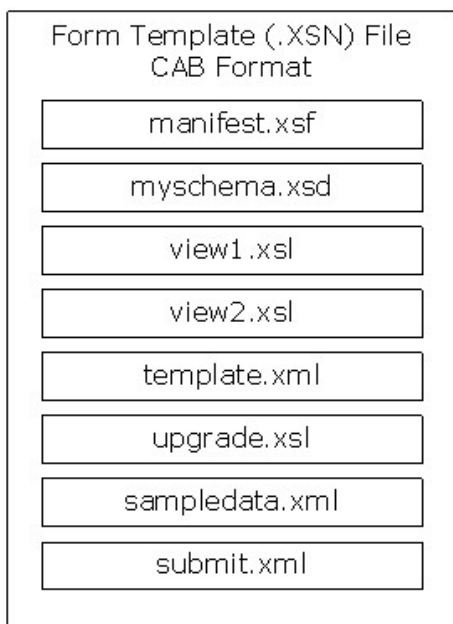 Form Template (.XSN) File
CAB Format
manifest.xsf
myschema.xsd
view1.xsl
view2.xsl
template.xml
upgrade.xsl
sampledata.xml
submit.xml